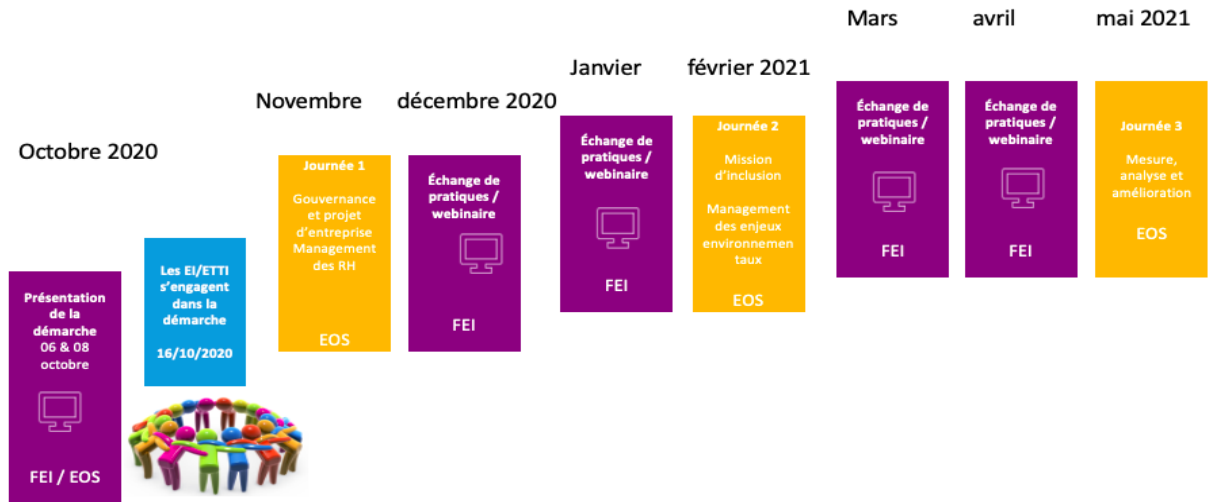 Octobre 2020
Présentation
de la
démarche
06 & 08
octobre
FEI / EOS
Les EI/ETTI
s'engagent
dans la
démarche
16/10/2020
Novembre
Journée 1
Gouvernance
et projet
d'entreprise
Management
des RH
EOS
décembre 2020
Échange de
pratiques /
webinaire
FEI
Janvier
Échange de
pratiques /
webinaire
FEI
février 2021
Journée 2
Mission
d'inclusion
Management
des enjeux
environnemen
taux
EOS
Mars
Échange de
pratiques /
webinaire
FEI
avril
Échange de
pratiques /
webinaire
FEI
mai 2021
Journée 3
Mesure,
analyse et
amélioration
EOS